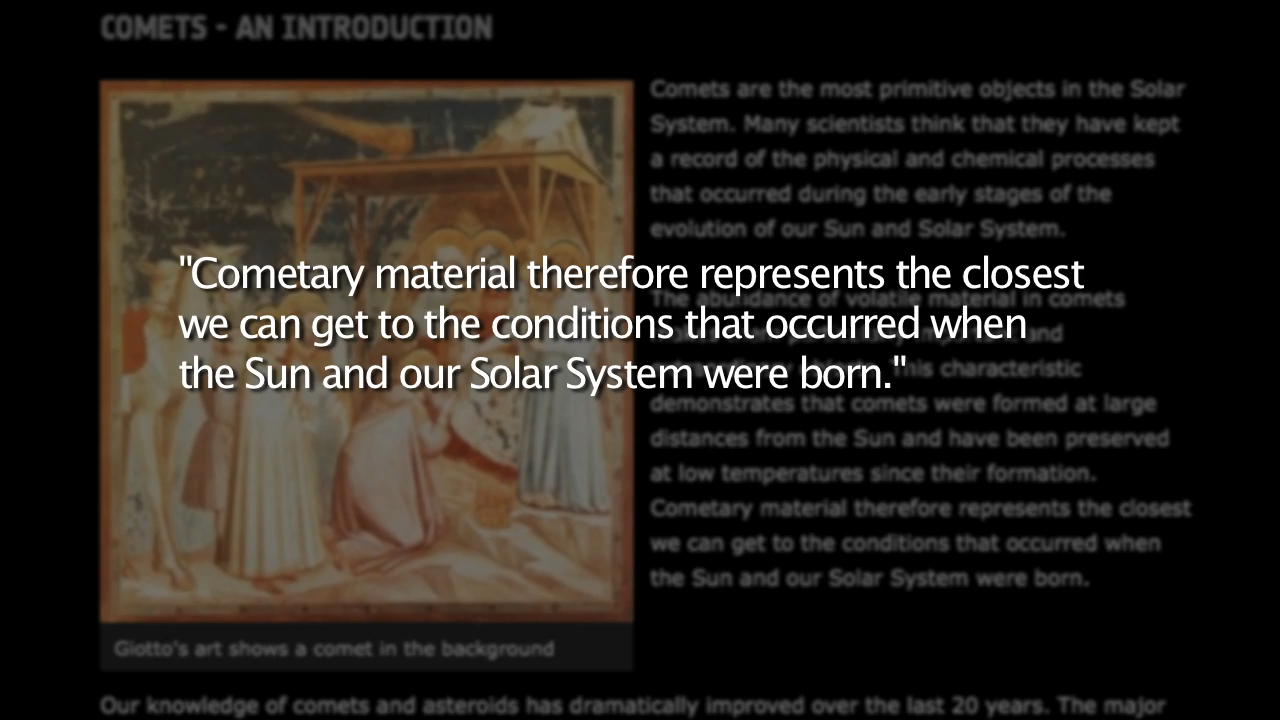 COMETS - AN INTRODUCTION
Comets are the most primitive objects in the Solar
System. Many scientists think that they have kept
a record of the physical and chemical processes
that occurred during the early stages of the
evolution of our Sun and Solar System.
"Cometary material therefore represents the closest
we can get to the conditions that occurred when
the Sun and our Solar System were born."
The abundance of volatile material in comets
and
this characteristic
demonstrates that comets were formed at large
distances from the Sun and have been preserved
at low temperatures since their formation.
Cometary material therefore represents the closest
we can get to the conditions that occurred when
the Sun and our Solar System were born.
Giotto's art shows a comet in the background
Our knowledge of comets and asteroids has dramatically improved over the last 20 years. The major